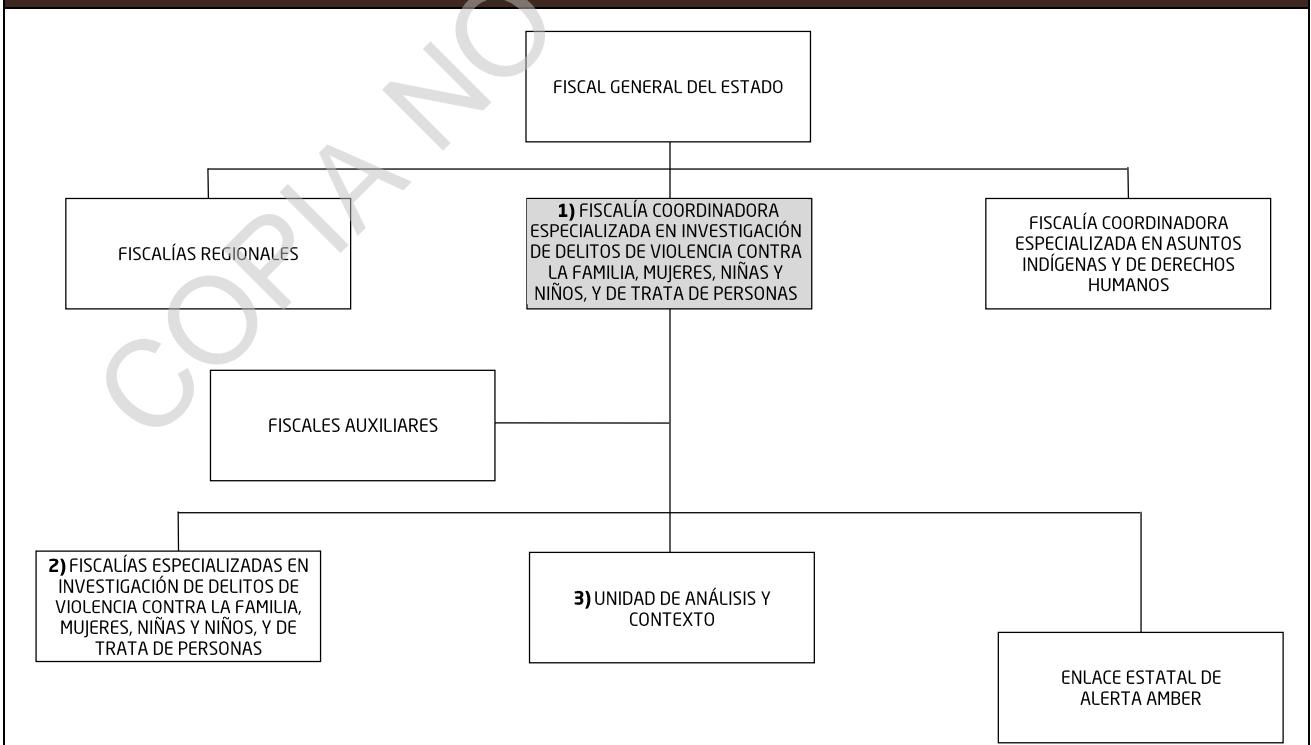 FISCAL GENERAL DEL ESTADO
FISCALÍAS REGIONALES
1) FISCALÍA COORDINADORA
ESPECIALIZADA EN INVESTIGACIÓN
DE DELITOS DE VIOLENCIA CONTRA
LA FAMILIA, MUJERES, NIÑAS Y
NIÑOS, Y DE TRATA DE PERSONAS
FISCALÍA COORDINADORA
ESPECIALIZADA EN ASUNTOS
INDÍGENAS Y DE DERECHOS
HUMANOS
FISCALES AUXILIARES
2) FISCALÍAS ESPECIALIZADAS EN
INVESTIGACIÓN DE DELITOS DE
VIOLENCIA CONTRA LA FAMILIA,
MUJERES, NIÑAS Y NIÑOS, Y DE
TRATA DE PERSONAS
3) UNIDAD DE ANÁLISIS Y
CONTEXTO
ENLACE ESTATAL DE
ALERTA AMBER
COPIA NO